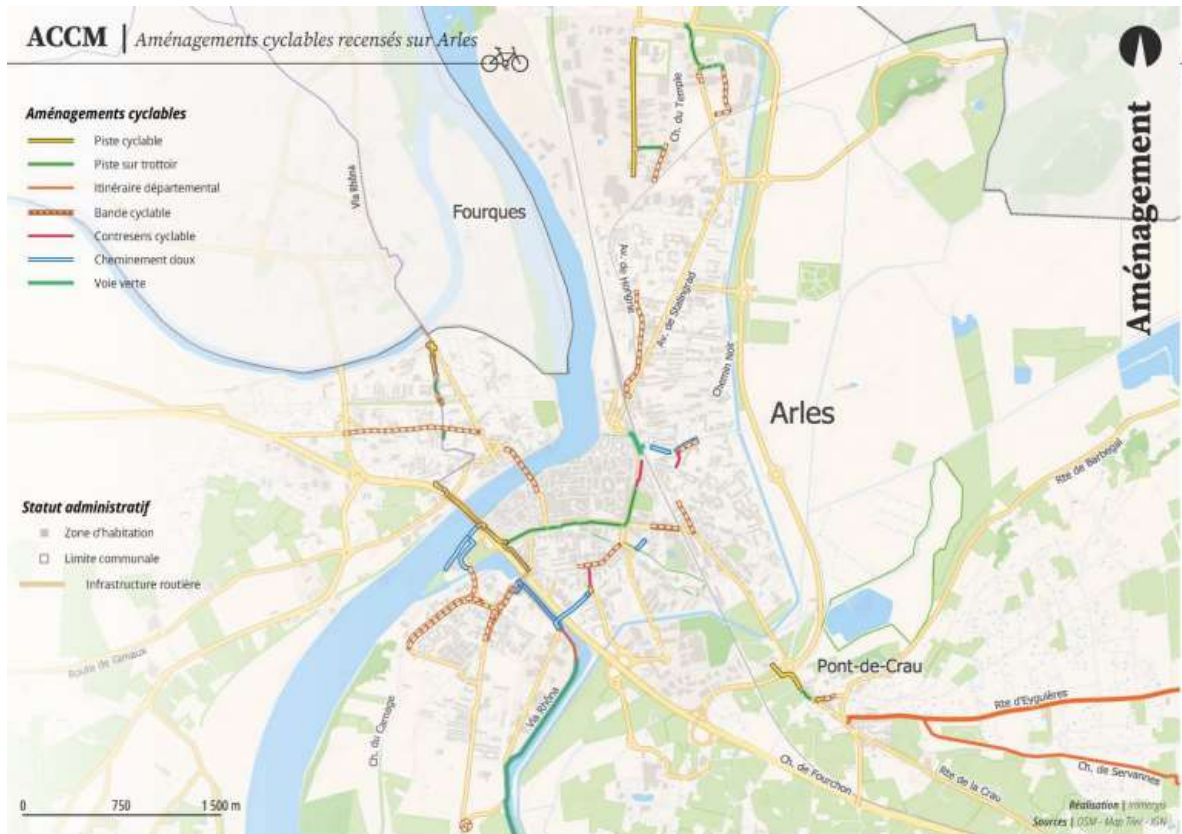 ACCM | Aménagements cyclables recensés sur Arles
Aménagements cyclables
Piste cyclable
Piste sur trottoir
Itinéraire départemental
Bande cyclable
Contresens cyclable
Cheminement doux
Voie verte
Statut administratif
Zone d'habitation
Limite communale
Infrastructure routière
Aménagement
Via Rhôna
Fourques
Ch. du Temple
Av. de Hongrie
Av. de Stalingrad
Chemin Noir
Arles
Rte de Barbegal
Pont-de-Crau
Rte d'Eyguières
Ch. de Servannes
Rte de la Crau
Ch. de Fourchon
Via Rhôna
Ch. du Carnage
0 750 1 500 m
Réalisation |
Sources | OSM - Map Tiler - IGN